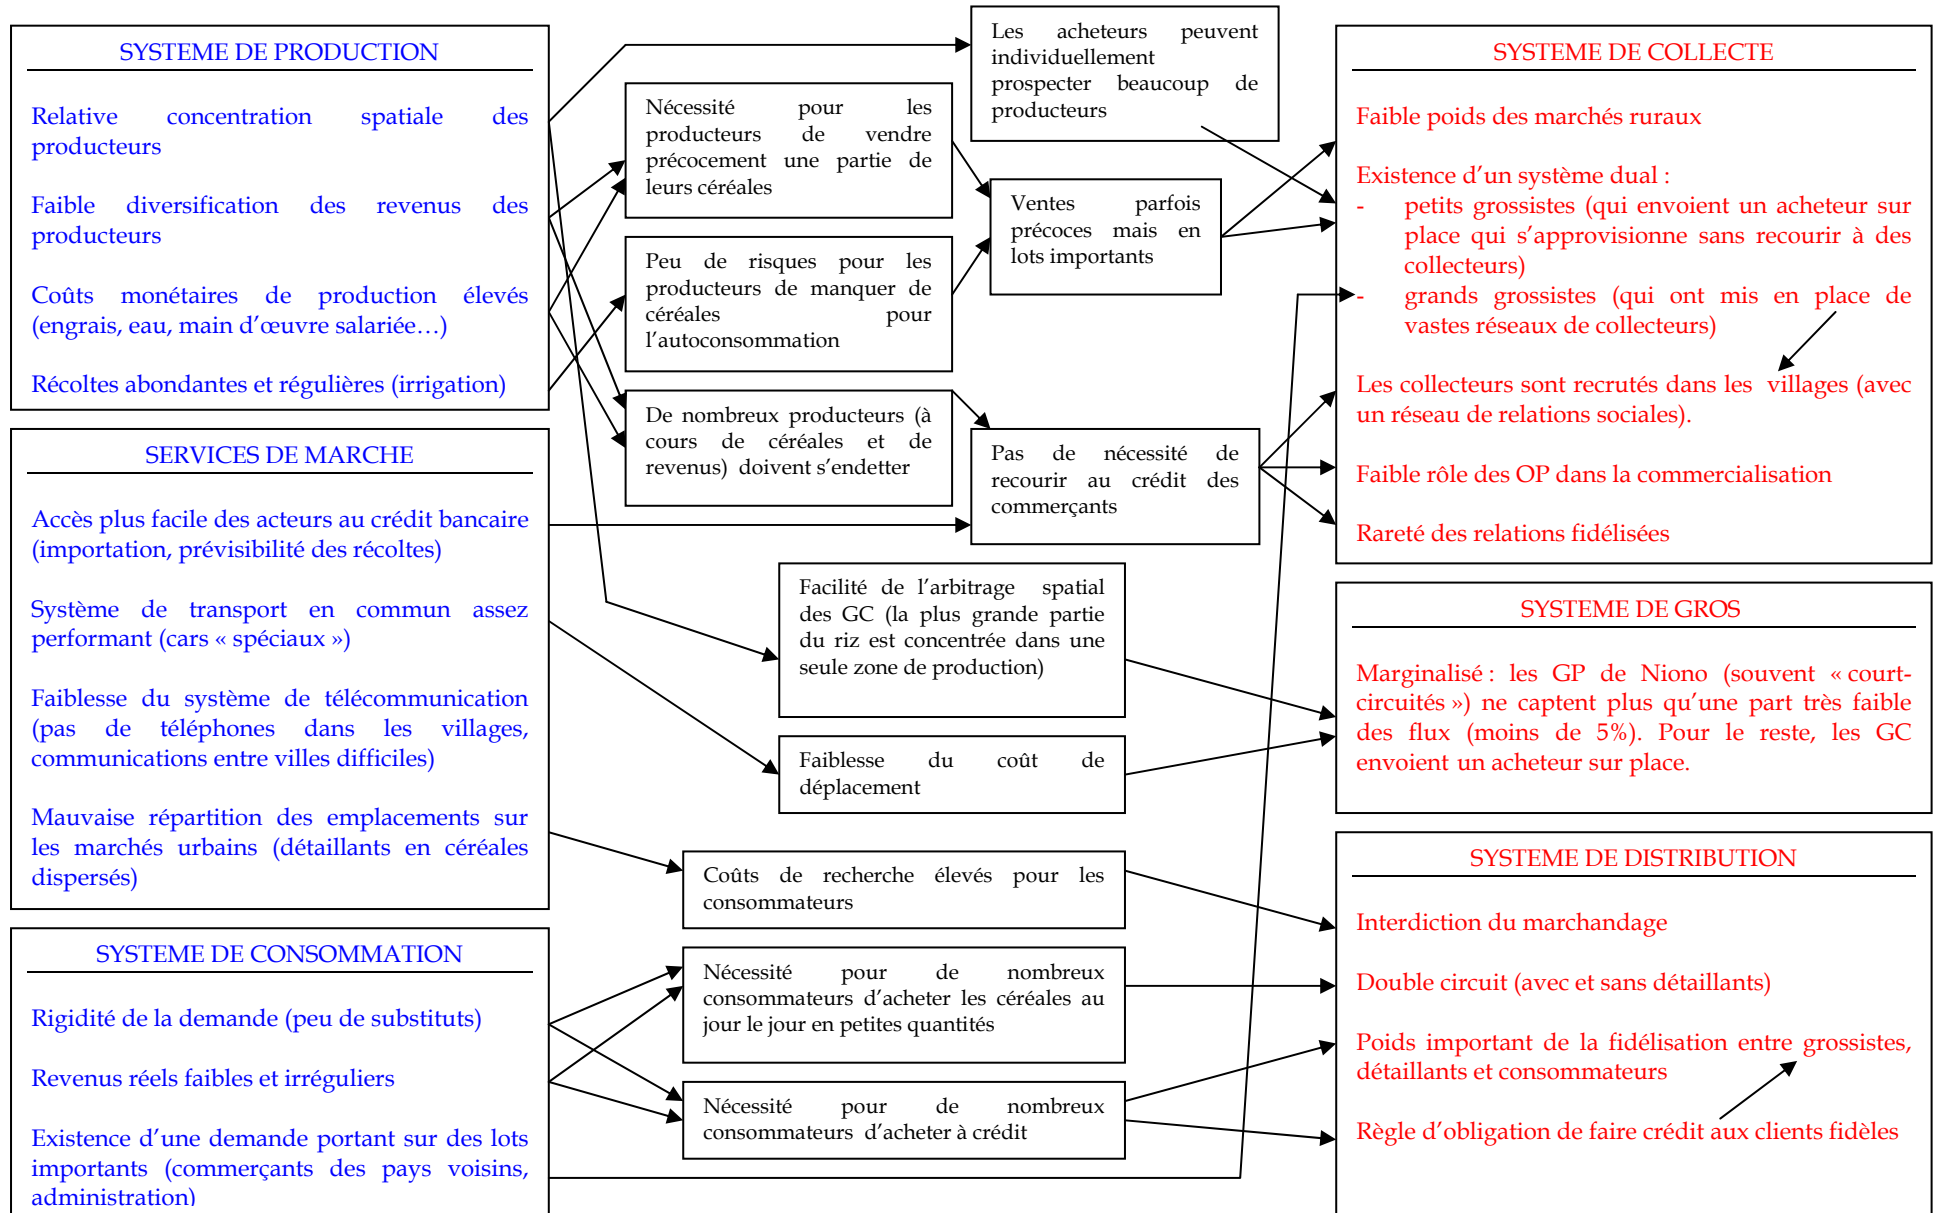 SYSTEME DE PRODUCTION
Relative concentration spatiale des
producteurs
Faible diversification des revenus des
producteurs
Coûts monétaires de production élevés
(engrais, eau, main d'œuvre salariée…)
Récoltes abondantes et régulières (irrigation)
SERVICES DE MARCHE
Accès plus facile des acteurs au crédit bancaire
(importation, prévisibilité des récoltes)
Système de transport en commun assez
performant (cars « spéciaux »)
Faiblesse du système de télécommunication
(pas de téléphones dans les villages,
communications entre villes difficiles)
Mauvaise répartition des emplacements sur
les marchés urbains (détaillants en céréales
dispersés)
SYSTEME DE CONSOMMATION
Rigidité de la demande (peu de substituts)
Revenus réels faibles et irréguliers
Existence d'une demande portant sur des lots
importants (commerçants des pays voisins,
administration)
Les acheteurs peuvent
individuellement
prospecter beaucoup de
producteurs
Nécessité pour les
producteurs de vendre
précocement une partie de
leurs céréales
Peu de risques pour les
producteurs de manquer de
céréales pour
l'autoconsommation
De nombreux producteurs (à
cours de céréales et de
revenus) doivent s'endetter
Ventes parfois
précoces mais en
lots importants
Pas de nécessité de
recourir au crédit des
commerçants
Facilité de l'arbitrage spatial
des GC (la plus grande partie
du riz est concentrée dans une
seule zone de production)
Faiblesse du coût de
déplacement
Coûts de recherche élevés pour les
consommateurs
Nécessité pour de nombreux
consommateurs d'acheter les céréales au
jour le jour en petites quantités
Nécessité pour de nombreux
consommateurs d'acheter à crédit
SYSTEME DE COLLECTE
Faible poids des marchés ruraux
Existence d'un système dual :
- petits grossistes (qui envoient un acheteur sur
place qui s'approvisionne sans recourir à des
collecteurs)
- grands grossistes (qui ont mis en place de
vastes réseaux de collecteurs)
Les collecteurs sont recrutés dans les villages (avec
un réseau de relations sociales).
Faible rôle des OP dans la commercialisation
Rareté des relations fidélisées
SYSTEME DE GROS
Marginalisé : les GP de Niono (souvent « court-
circuités ») ne captent plus qu'une part très faible
des flux (moins de 5%). Pour le reste, les GC
envoient un acheteur sur place.
SYSTEME DE DISTRIBUTION
Interdiction du marchandage
Double circuit (avec et sans détaillants)
Poids important de la fidélisation entre grossistes,
détaillants et consommateurs
Règle d'obligation de faire crédit aux clients fidèles